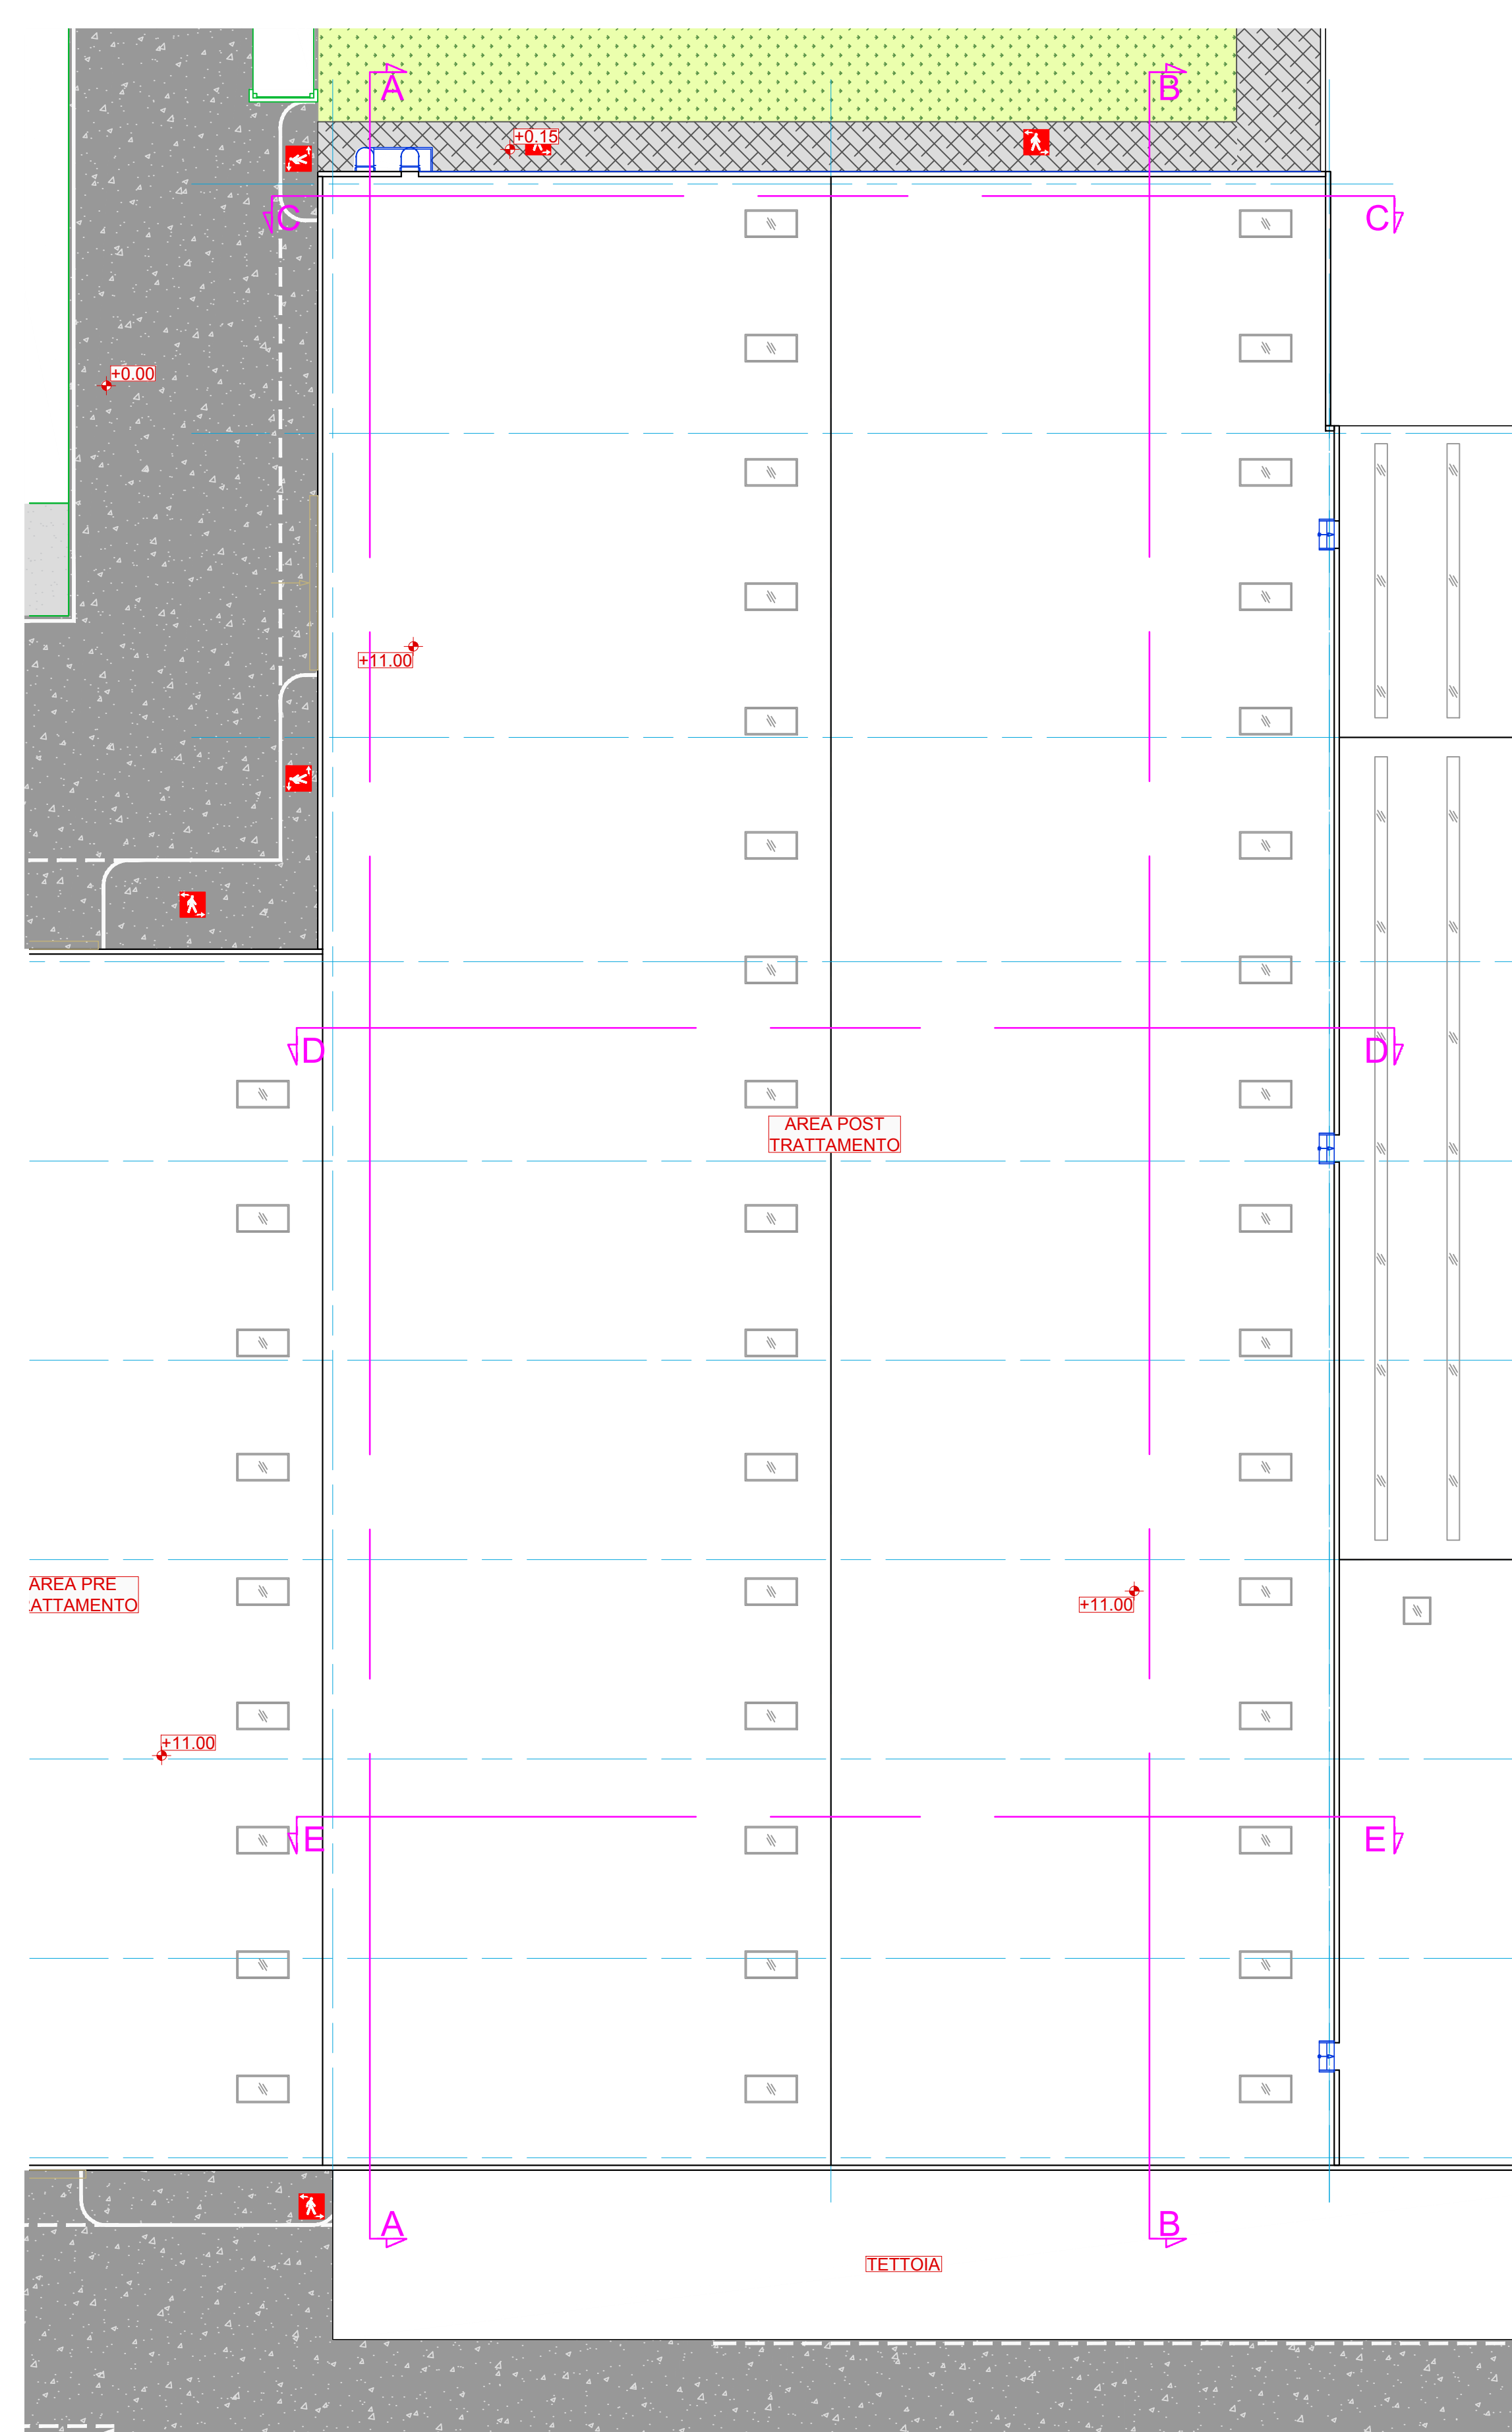 A
B
+0.15
C
C
+0.00
+11.00
D
D
AREA POST
TRATTAMENTO
AREA PRE
ATTAMENTO
+11.00
+11.00
E
E
A
B
TETTOIA